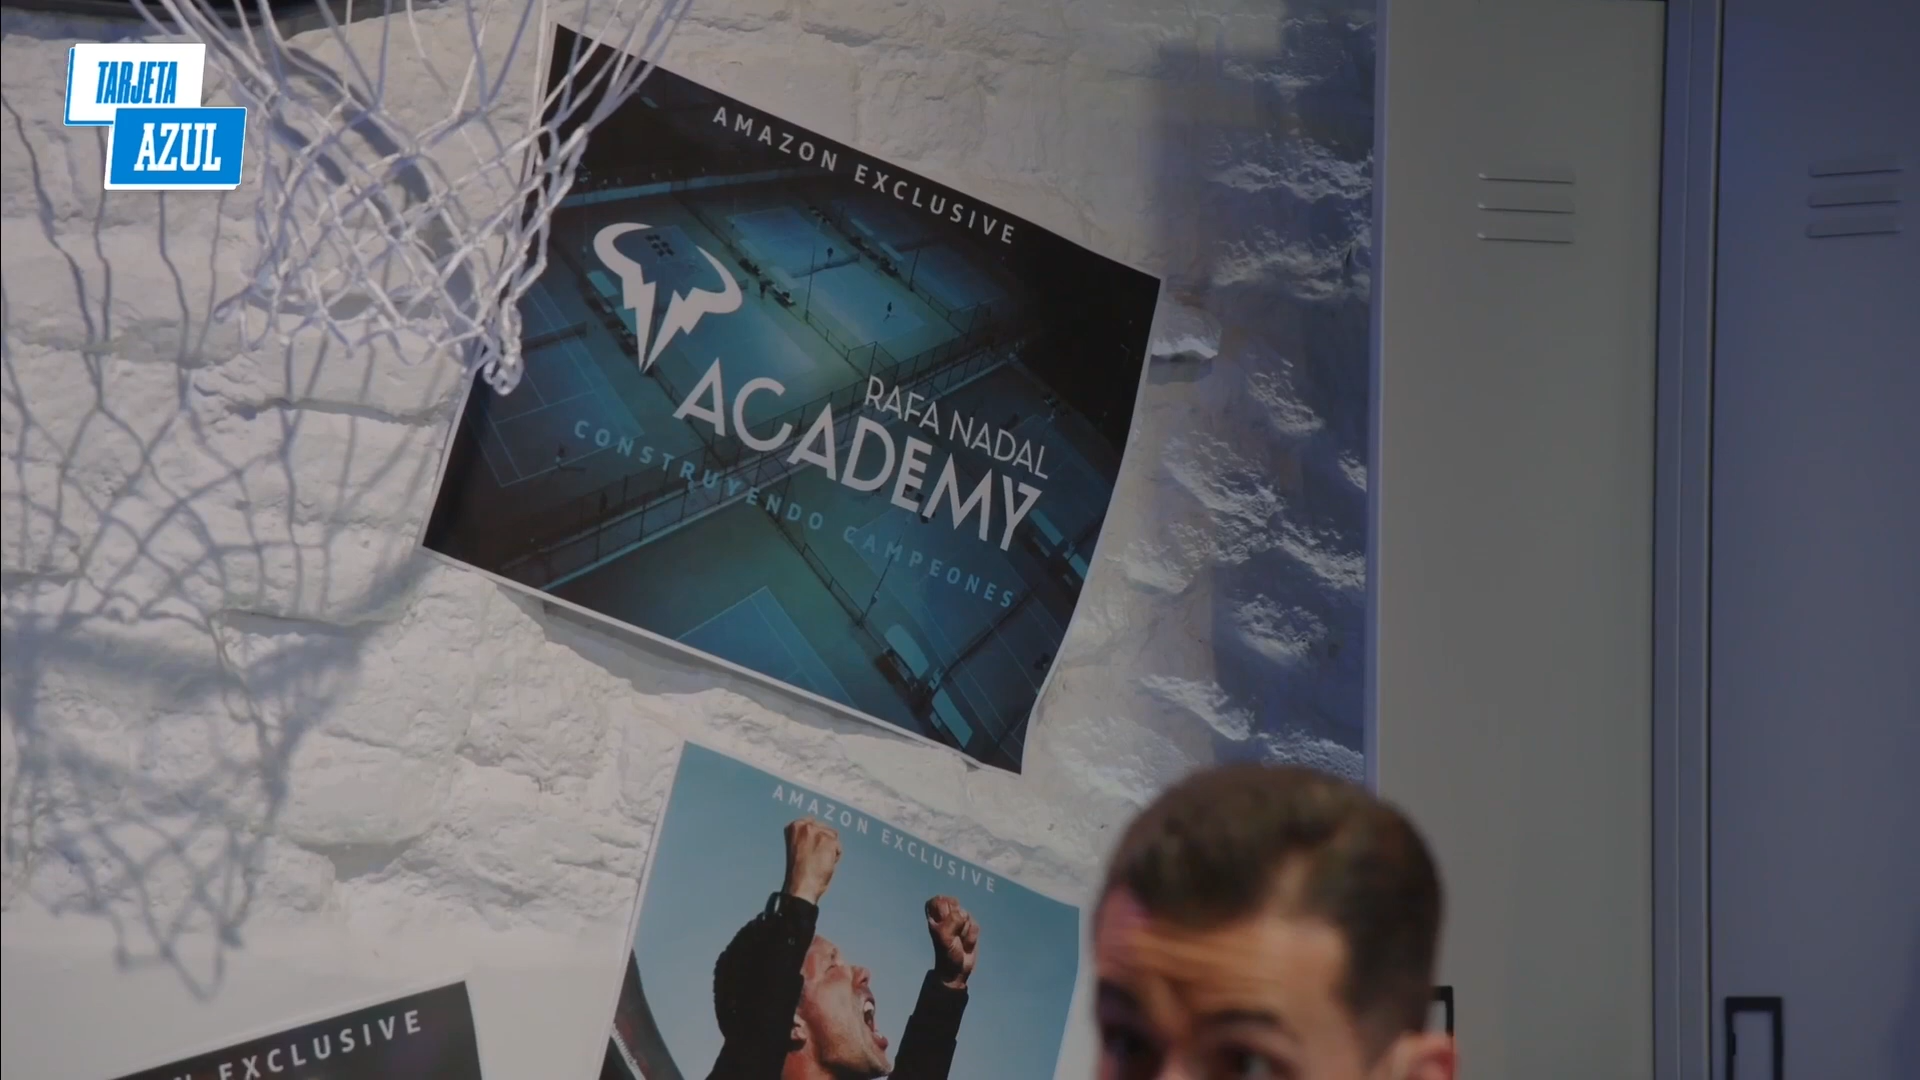 TARJETA
AZUL
AMAZON EXCLUSIVE
RAFA NADAL
ACADEMY
CONSTRUYENDO CAMPEONES
AMAZON EXCLUSIVE
EXCLUSIVE